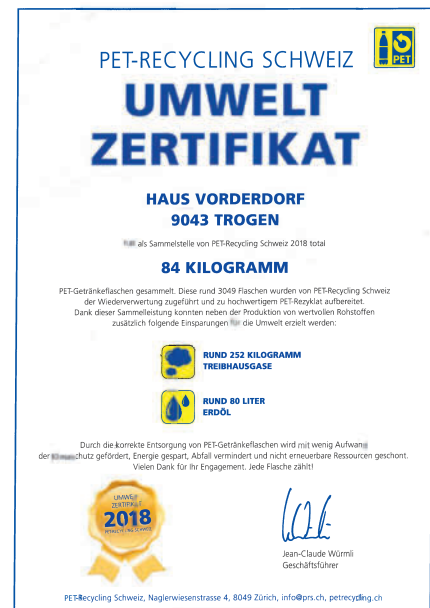 PET-RECYCLING SCHWEIZ
PET
UMWELT
ZERTIFIKAT
HAUS VORDERDORF
9043 TROGEN
als Sammelstelle von PET-Recycling Schweiz 2018 total
84 KILOGRAMM
PET-Getränkeflaschen gesammelt. Diese rund 3049 Flaschen wurden von PET-Recycling Schweiz
der Wiederverwertung zugeführt und zu hochwertigem PET-Rezyklat aufbereitet.
Dank dieser Sammelleistung konnten neben der Produktion von wertvollen Rohstoffen
zusätzlich folgende Einsparungen die Umwelt erzielt werden:
RUND 252 KILOGRAMM
TREIBHAUSGASE
RUND 80 LITER
ERDÖL
Durch die korrekte Entsorgung von PET-Getränkeflaschen wird mit wenig
der gefördert, Energie gespart, Abfall vermindert und nicht erneuerbare Ressourcen geschont.
Vielen Dank für Ihr Engagement. Jede Flasche zählt!
UMWELT
ZERTIFIKAT
2018
PET-RECYCLING SCHWEIZ
Jean-Claude Würmli
Geschäftsführer
PET-Recycling Schweiz, Naglerwiesenstrasse 4, 8049 Zürich, info@prs.ch, petrecycling.ch